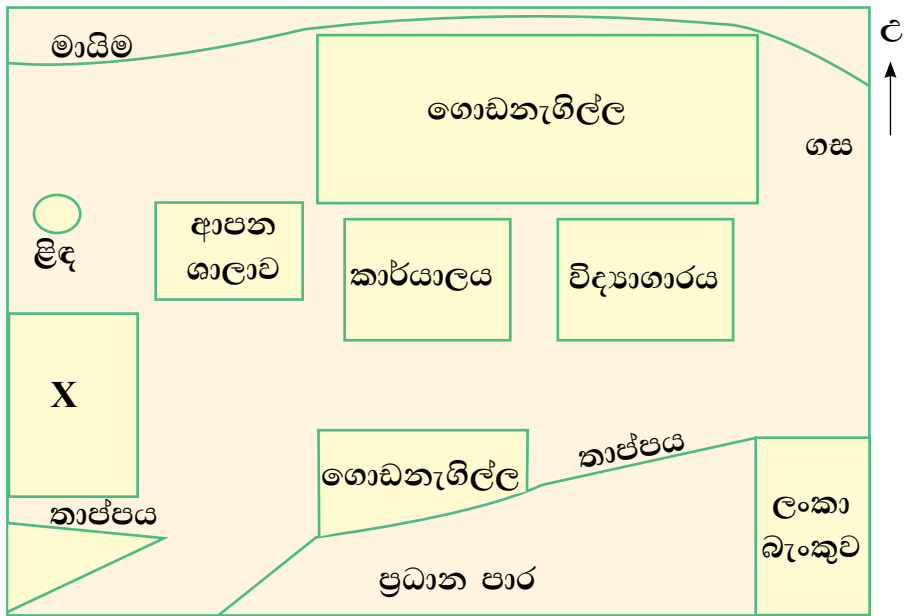 මායිම
උ
ගොඩනැගිල්ල
ගස
ළිඳ
ආපන
ශාලාව
කාර්යාලය
විද්‍යාගාරය
X
ගොඩනැගිල්ල
තාප්පය
තාප්පය
ලංකා
බැංකුව
ප්‍රධාන පාර